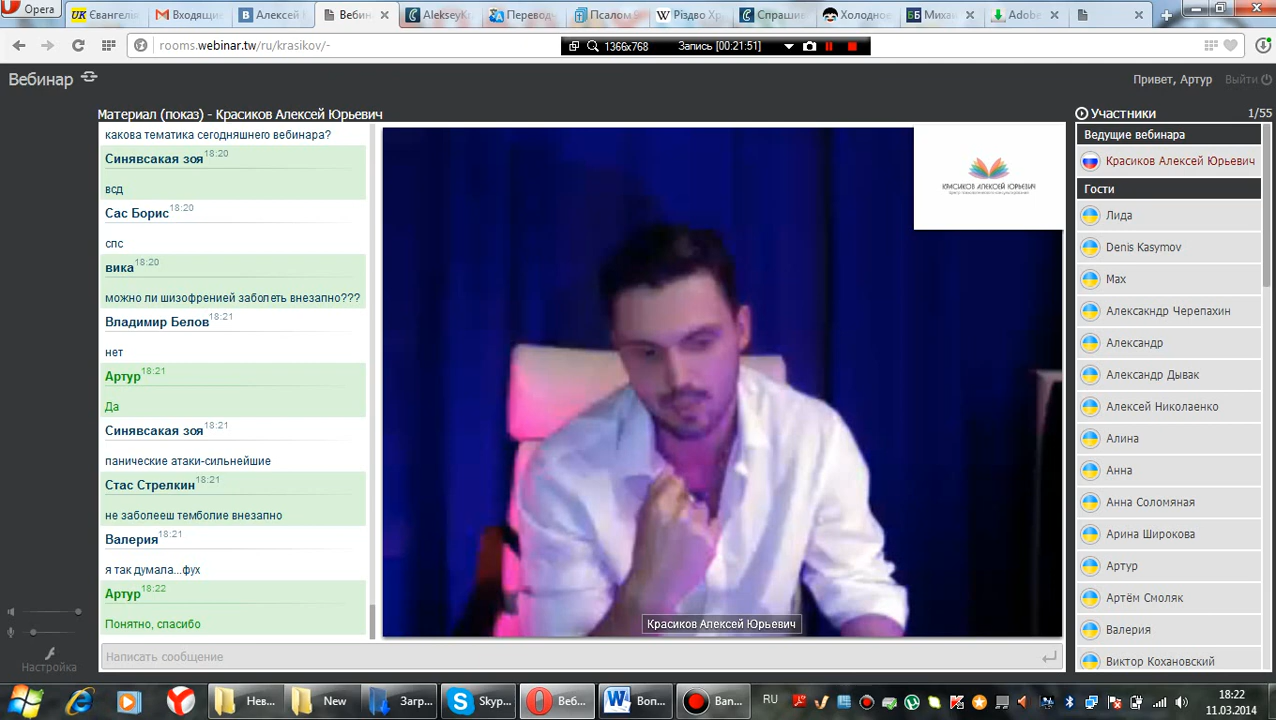 Opera
Євангель
Входящие
Алексей К
Вебин
AlekseyKr
Переводч
Псалом 9
Різдво Хр
Спрашив
Холоднов
Михаи
Adobe
rooms.webinar.tw/ru/krasikov/-
1366x768
Запись [00:21:51]
Вебинар
Привет, Артур
Выйти
Материал (показ) - Красиков Алексей Юрьевич
какова тематика сегодняшнего вебинара?
Синявсакая зоя 18:20
всд
Сас Борис 18:20
спс
вика 18:20
можно ли шизофренией заболеть внезапно???
Владимир Белов 18:21
нет
Артур 18:21
Да
Синявсакая зоя 18:21
панические атаки-сильнейшие
Стас Стрелкин 18:21
не заболееш темболие внезапно
Валерия 18:21
я так думала...фух
Артур 18:22
Понятно, спасибо
Написать сообщение
Настройка
КРАСИКОВ АЛЕКСЕЙ ЮРЬЕВИЧ
Красиков Алексей Юрьевич
Участники 1/55
Ведущие вебинара
Красиков Алексей Юрьевич
Гости
Лида
Denis Kasymov
Max
Алексакндр Черепахин
Александр
Александр Дывак
Алексей Николаенко
Алина
Анна
Анна Соломяная
Арина Широкова
Артур
Артём Смоляк
Валерия
Виктор Кохановский
Нев...
New
Загр...
Skyp...
Веб...
Воп...
Ban...
RU
18:22
11.03.2014